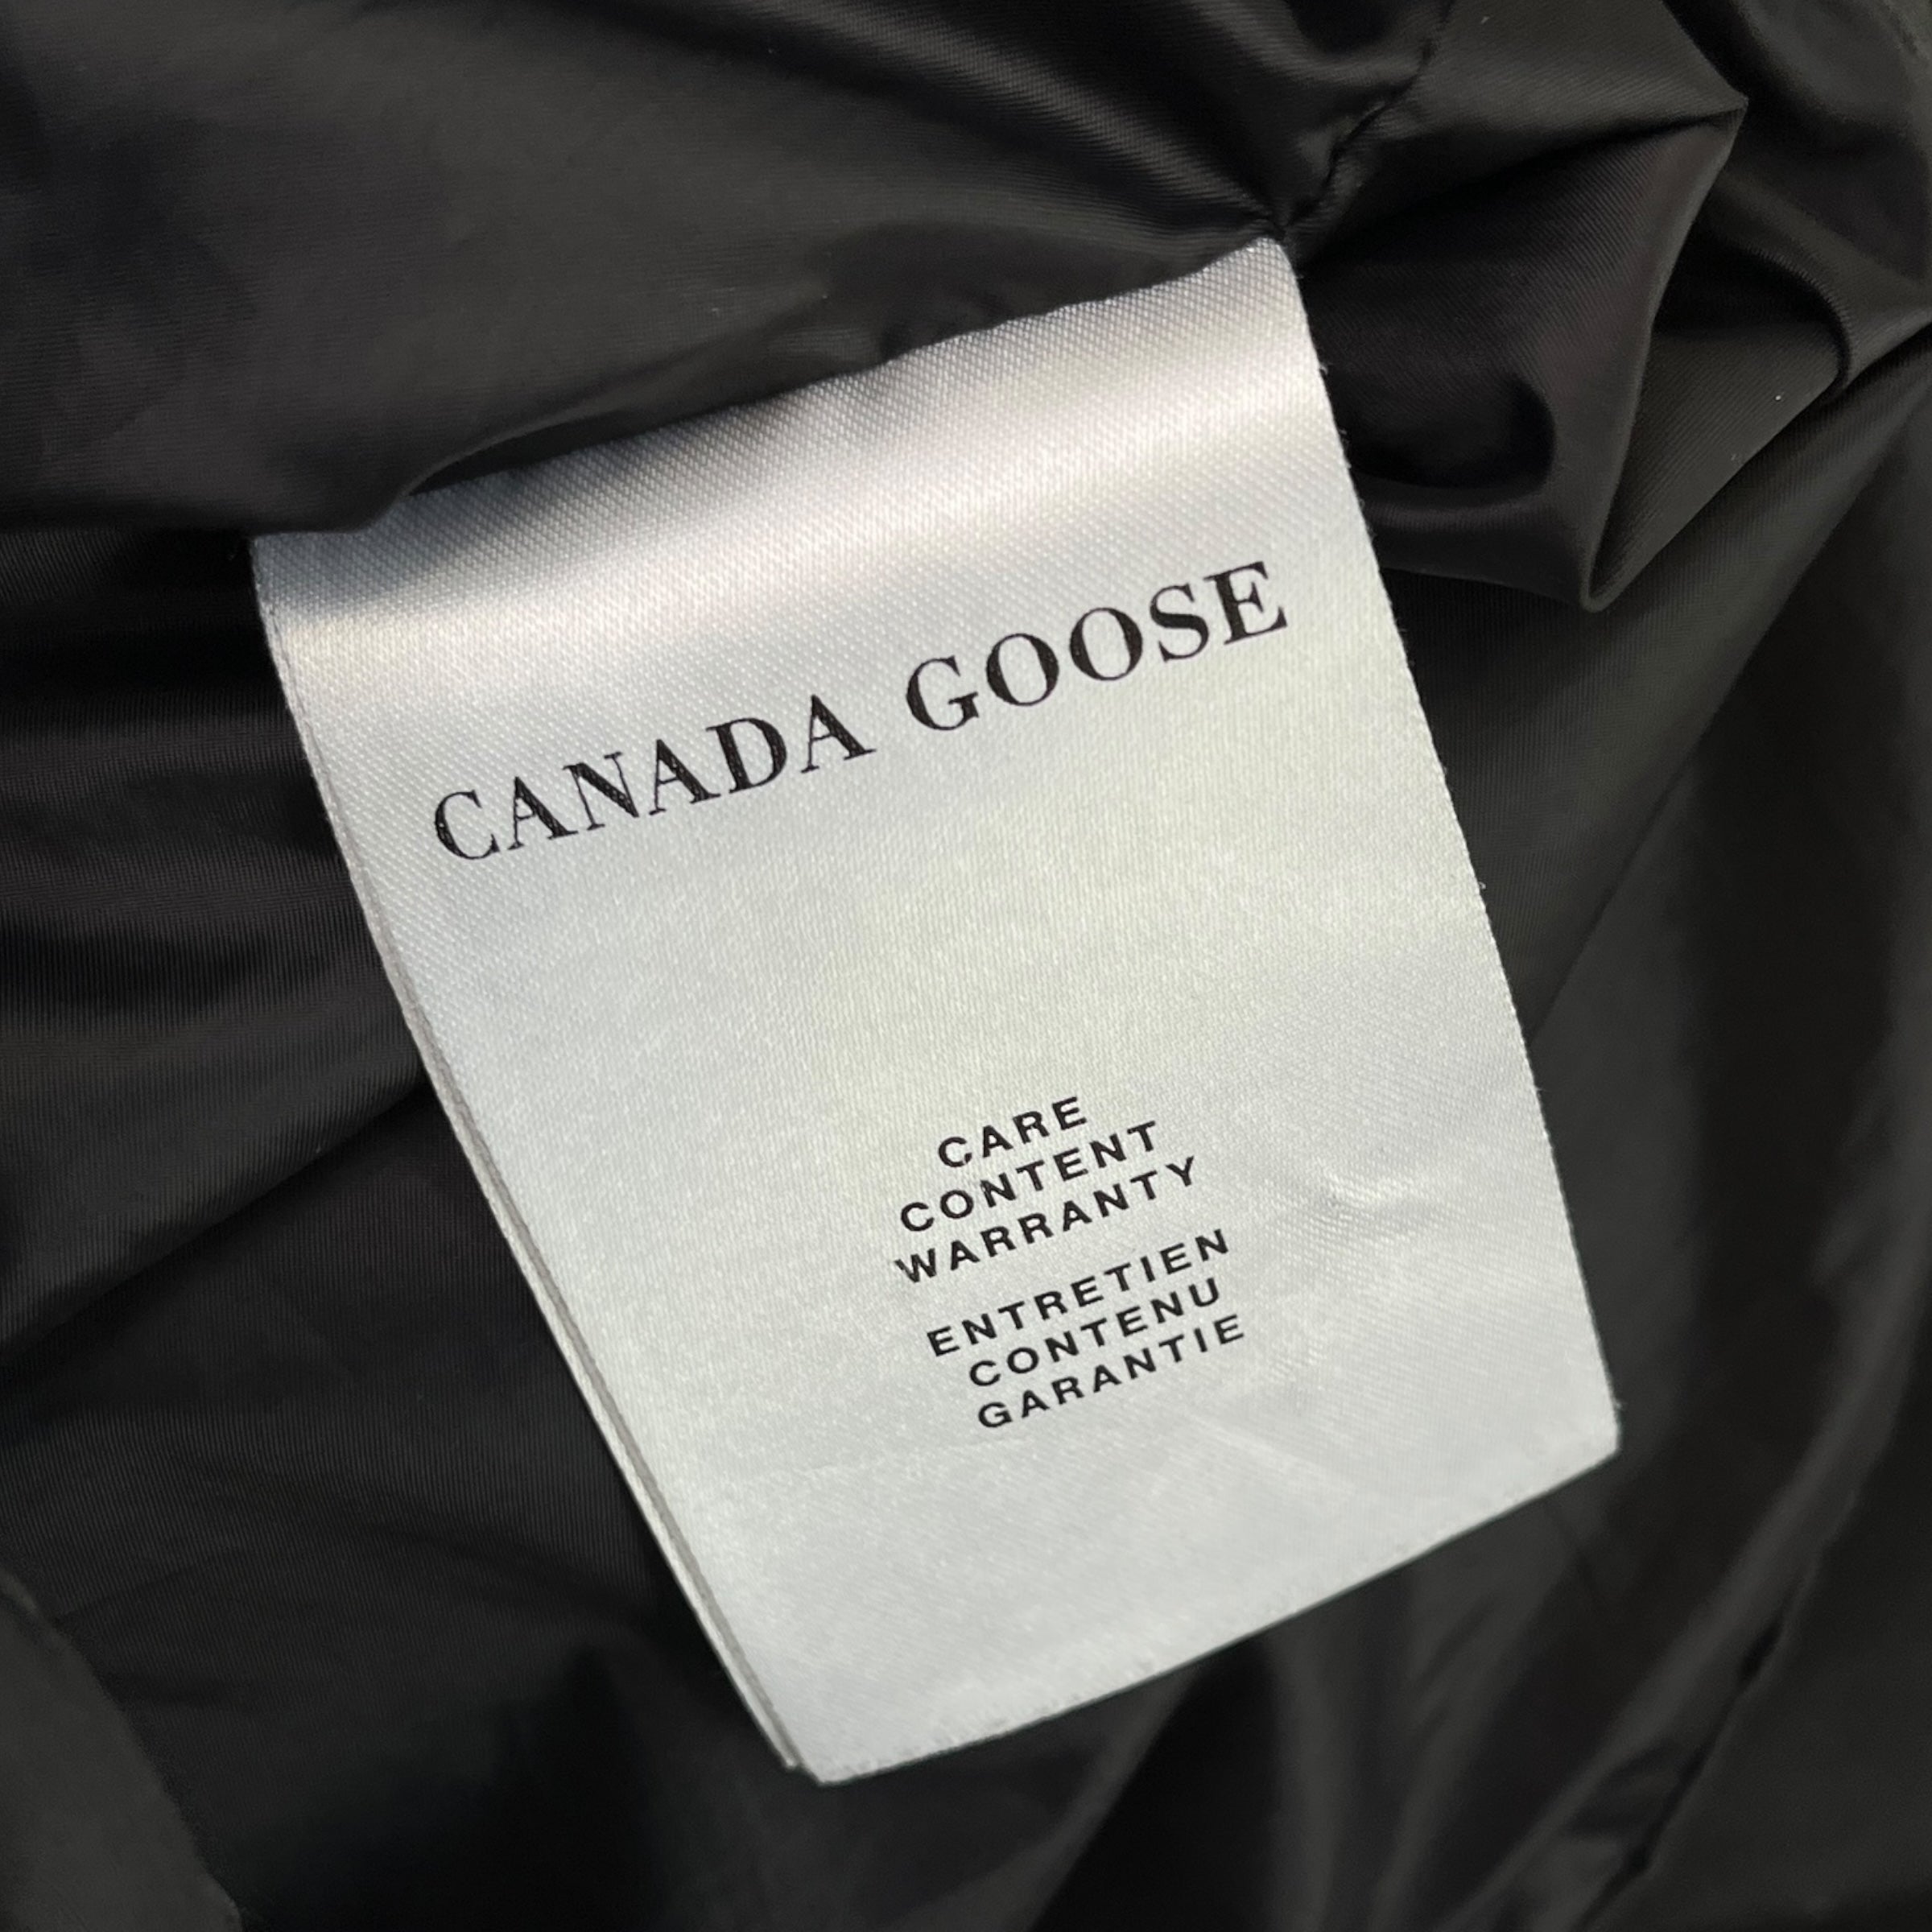 CANADA GOOSE
CARE
CONTENT
WARRANTY
ENTRETIEN
CONTENU
GARANTIE